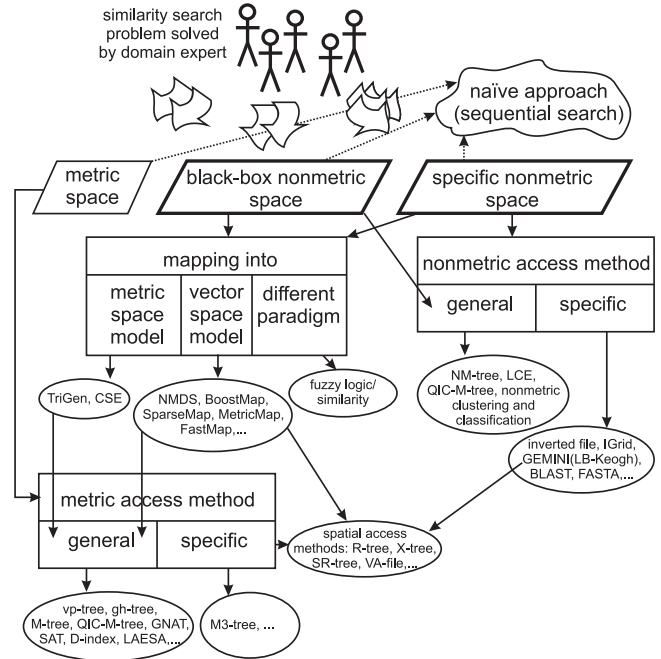 similarity search
problem solved
by domain expert
naïve approach
(sequential search)
metric
space
black-box nonmetric
space
specific nonmetric
space
mapping into
metric
space
model
vector
space
model
different
paradigm
nonmetric access method
general
specific
TriGen, CSE
NMDS, BoostMap,
SparseMap, MetricMap,
FastMap,...
fuzzy logic/
similarity
NM-tree, LCE,
QIC-M-tree, nonmetric
clustering and
classification
inverted file, IGrid,
GEMINI(LB-Keogh),
BLAST, FASTA,...
metric access method
general
specific
spatial access
methods: R-tree, X-tree,
SR-tree, VA-file,...
vp-tree, gh-tree,
M-tree, QIC-M-tree, GNAT,
SAT, D-index, LAESA,...
M3-tree, ...